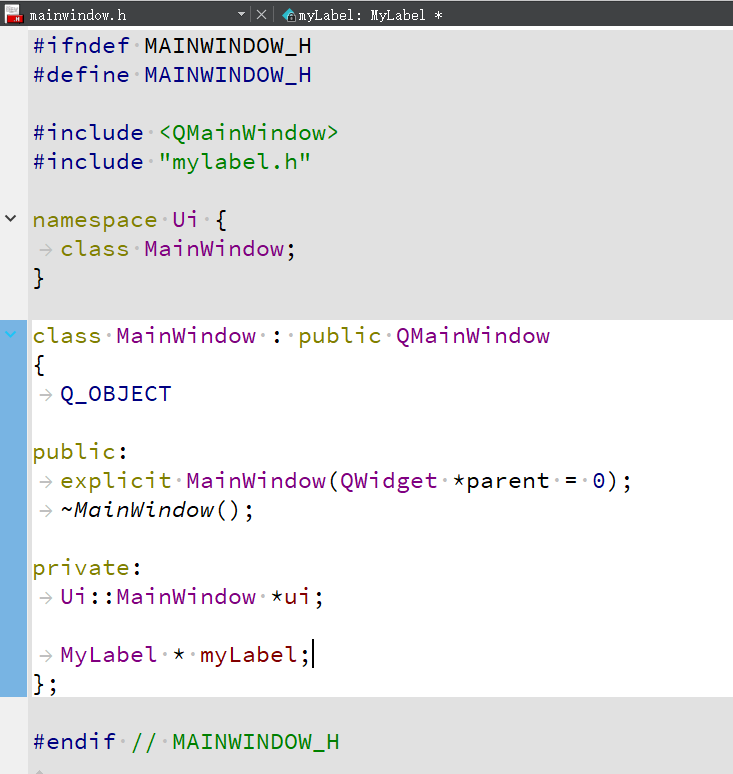 mainwindow.h
myLabel: MyLabel *
#ifndef MAINWINDOW_H
#define MAINWINDOW_H
#include <QMainWindow>
#include "mylabel.h"
namespace Ui {
class MainWindow;
}
class MainWindow : public QMainWindow
{
Q_OBJECT
public:
explicit MainWindow(QWidget *parent = 0);
~MainWindow();
private:
Ui::MainWindow *ui;
MyLabel * myLabel;
};
#endif // MAINWINDOW_H